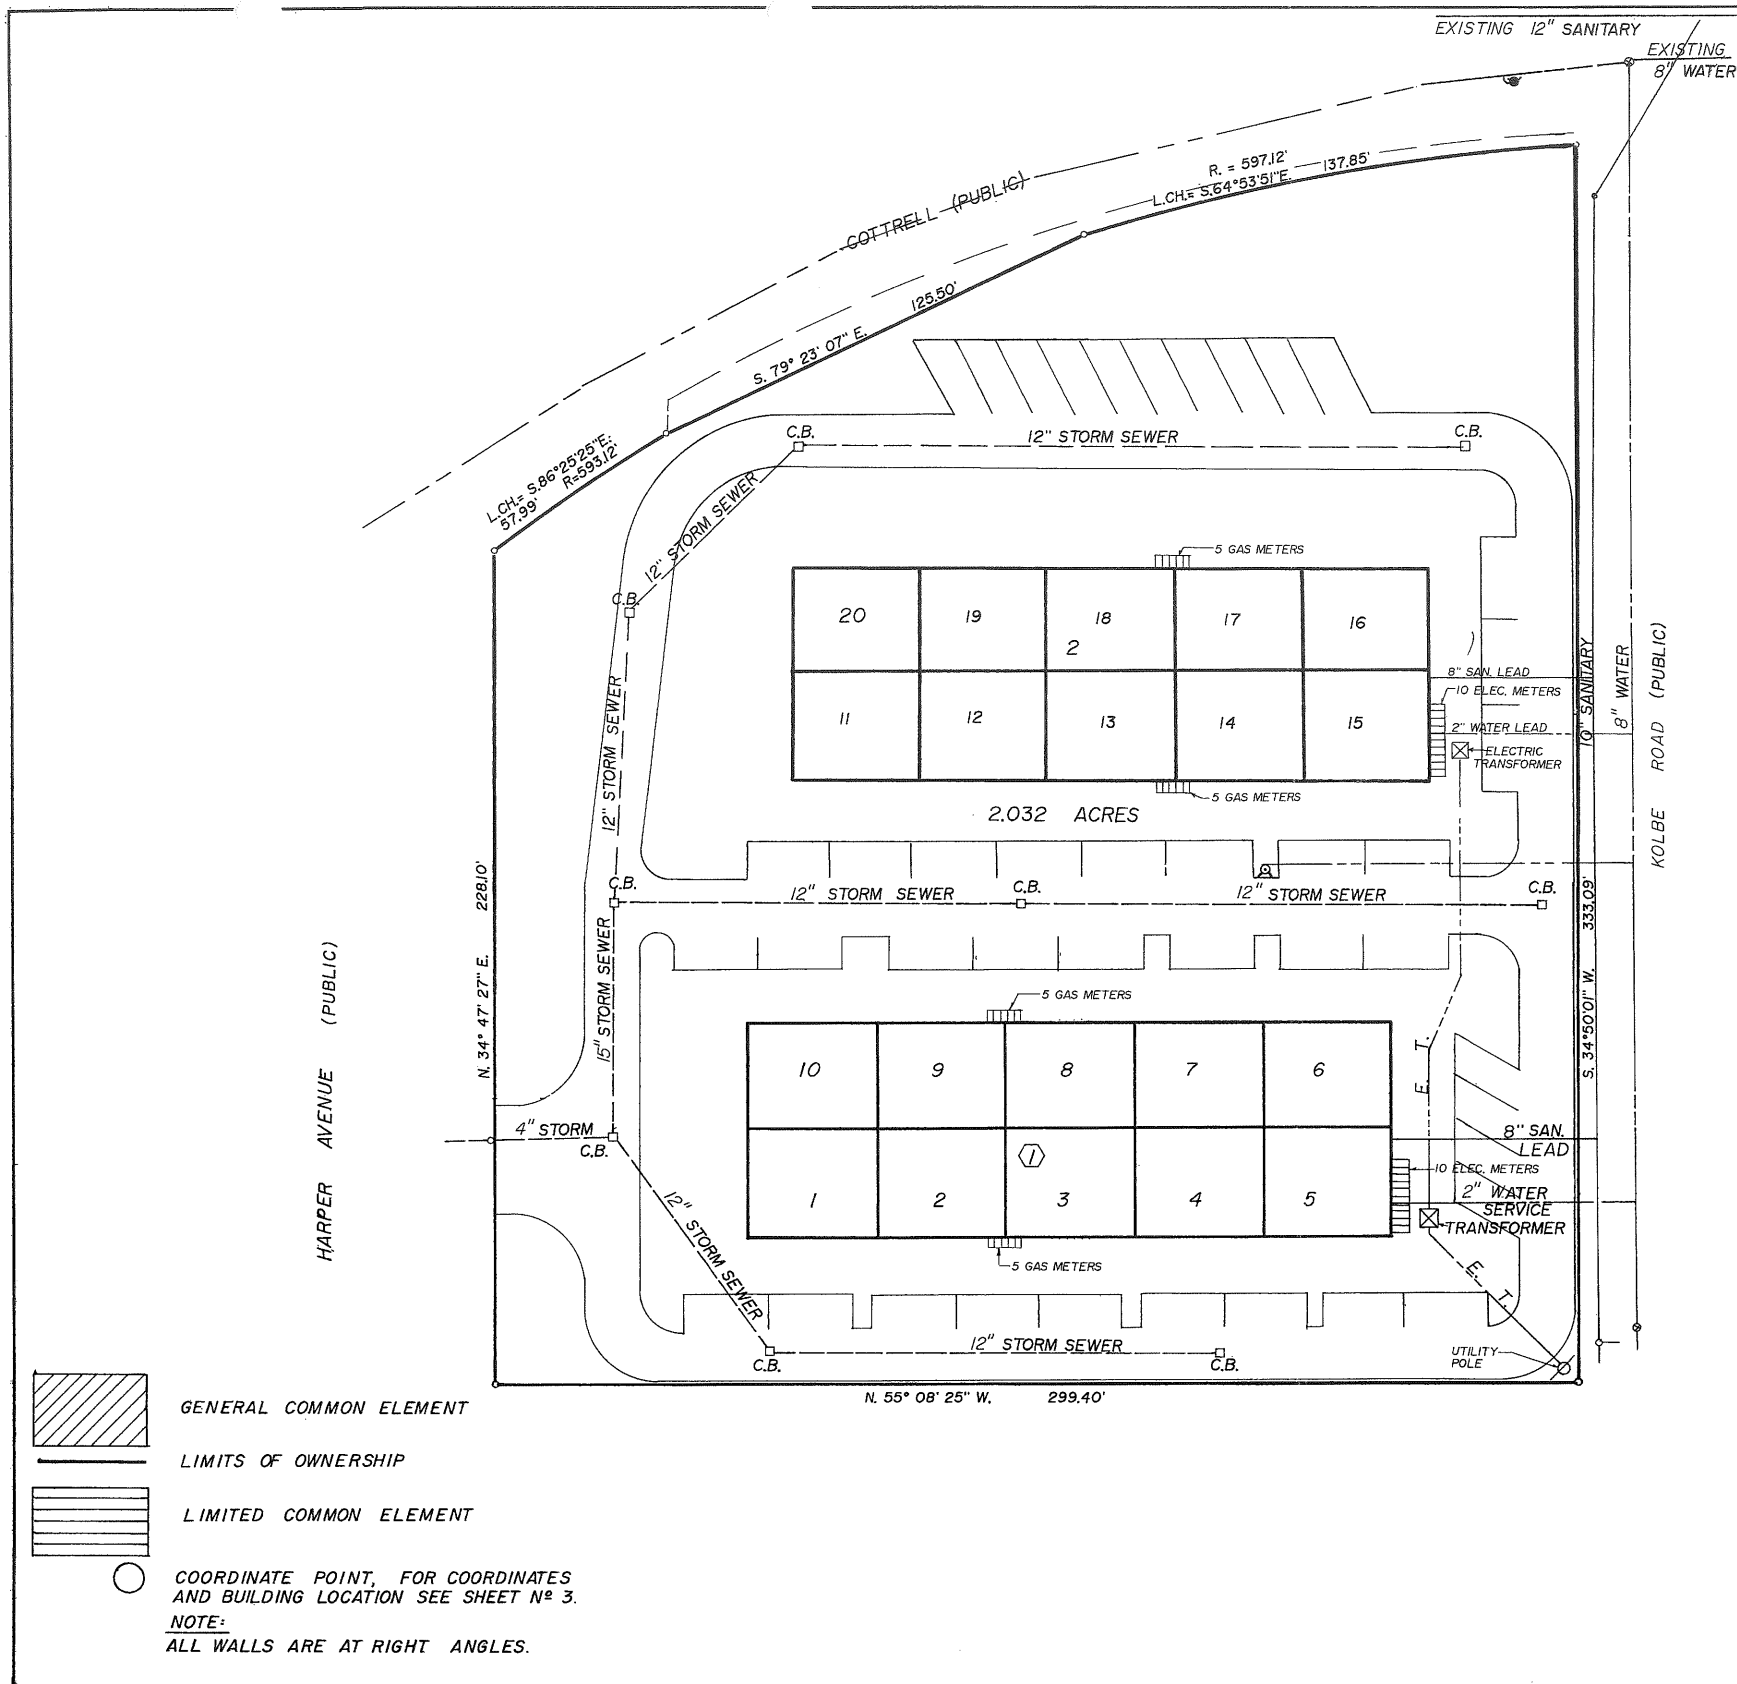 EXISTING 12" SANITARY
EXISTING
8" WATER
COTTRELL (PUBLIC)
R. = 597.12'
137.85'
L.CH.= S.64°53'51"E.
125.50'
S. 79° 23' 07" E.
L.CH.= S.86°25'25"E.
57.99'
R=593.12'
C.B.
12" STORM SEWER
C.B.
12" STORM SEWER
C.B.
5 GAS METERS
20
19
18
17
16
2
11
12
13
14
15
8" SAN. LEAD
10 ELEC. METERS
2" WATER LEAD
ELECTRIC
TRANSFORMER
10" SANITARY
8" WATER
KOLBE ROAD (PUBLIC)
12" STORM SEWER
5 GAS METERS
2.032 ACRES
C.B.
12" STORM SEWER
C.B.
12" STORM SEWER
C.B.
N. 34° 47' 27" E. 228.10'
S. 34°50'01" W. 333.09'
HARPER AVENUE (PUBLIC)
15" STORM SEWER
5 GAS METERS
E. T.
10
9
8
7
6
1
1
2
3
4
5
4" STORM
C.B.
8" SAN.
LEAD
10 ELEC. METERS
2" WATER
SERVICE
TRANSFORMER
12" STORM SEWER
5 GAS METERS
E. T.
12" STORM SEWER
C.B.
C.B.
UTILITY
POLE
N. 55° 08' 25" W. 299.40'
GENERAL COMMON ELEMENT
LIMITS OF OWNERSHIP
LIMITED COMMON ELEMENT
COORDINATE POINT, FOR COORDINATES
AND BUILDING LOCATION SEE SHEET Nº 3.
NOTE:
ALL WALLS ARE AT RIGHT ANGLES.